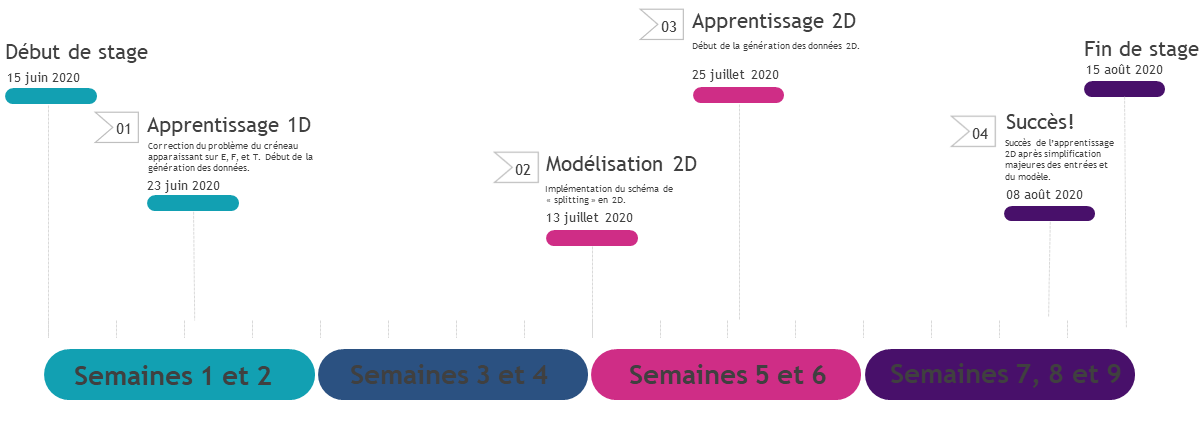 Début de stage
15 juin 2020
01
Apprentissage 1D
Correction du problème du créneau
apparaissant sur E, F, et T. Début de la
génération des données.
23 juin 2020
02
Modélisation 2D
Implémentation du schéma de
« splitting » en 2D.
13 juillet 2020
03
Apprentissage 2D
Début de la génération des données 2D.
25 juillet 2020
04
Succès!
Succès de l'apprentissage
2D après simplification
majeures des entrées et
du modèle.
08 août 2020
Fin de stage
15 août 2020
Semaines 1 et 2
Semaines 3 et 4
Semaines 5 et 6
Semaines 7, 8 et 9